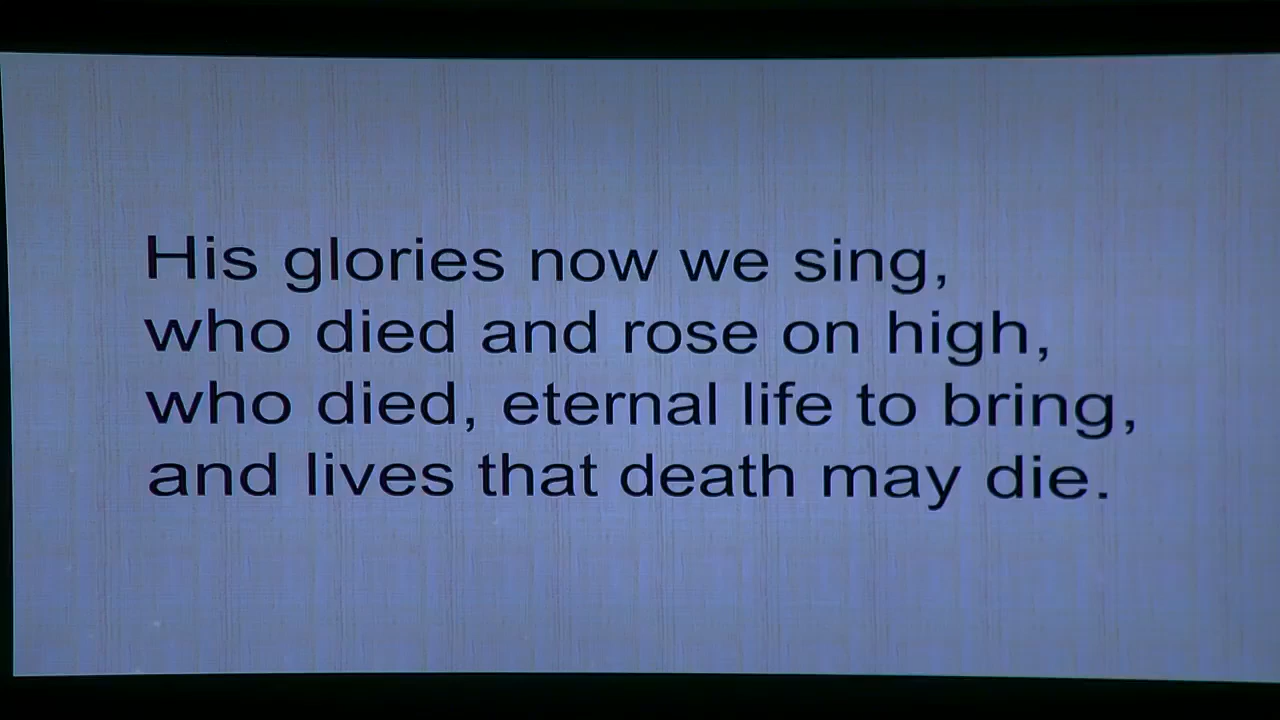 His glories now we sing,
who died and rose on high,
who died, eternal life to bring,
and lives that death may die.